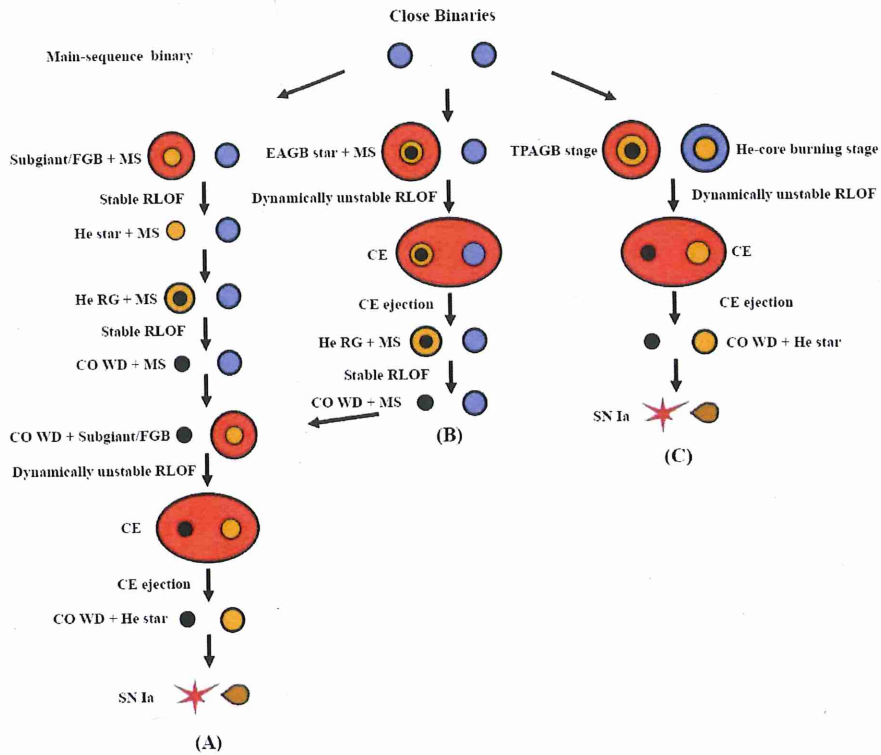 Close Binaries
Main-sequence binary
Subgiant/FGB + MS
Stable RLOF
He star + MS
He RG + MS
Stable RLOF
CO WD + MS
CO WD + Subgiant/FGB
Dynamically unstable RLOF
CE
CE ejection
CO WD + He star
SN Ia
(A)
EAGB star + MS
Dynamically unstable RLOF
CE
CE ejection
He RG + MS
Stable RLOF
CO WD + MS
(B)
TPAGB stage
He-core burning stage
Dynamically unstable RLOF
CE
CE ejection
CO WD + He star
SN Ia
(C)